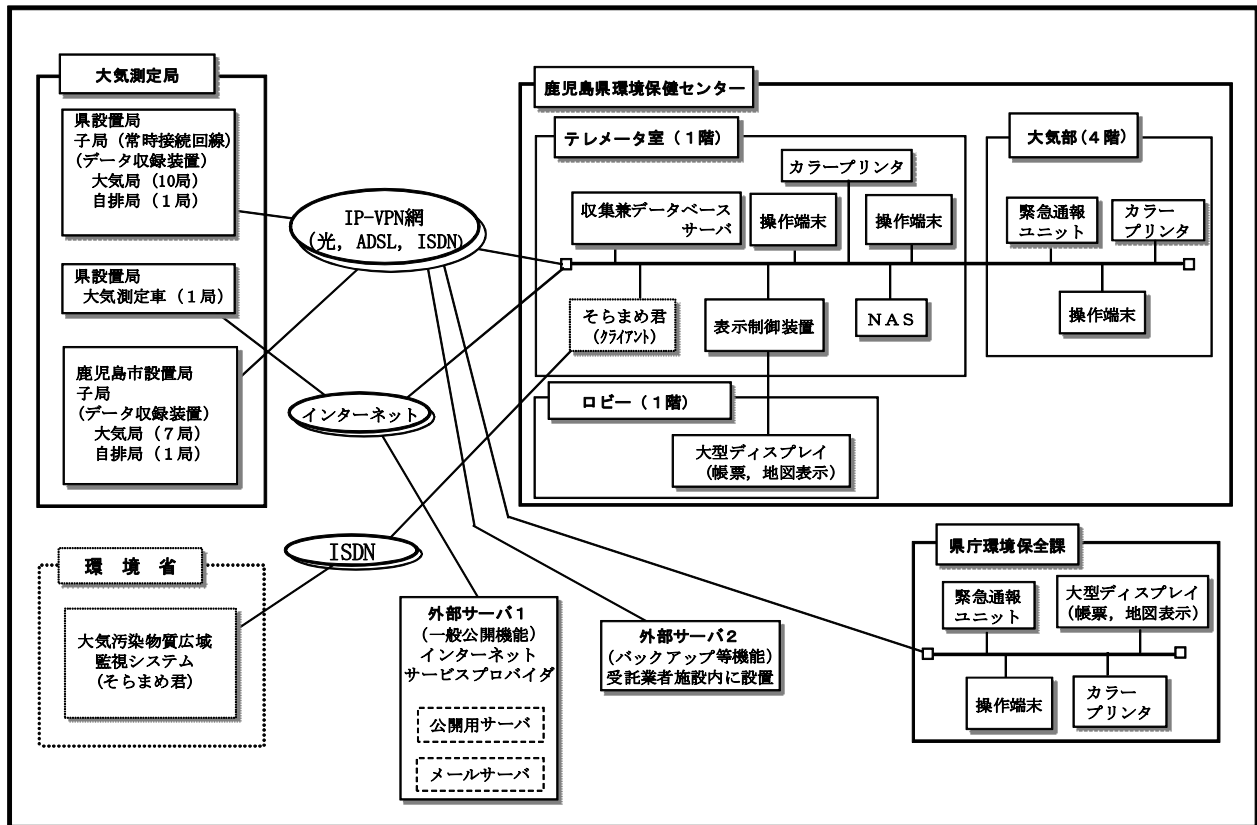 大気測定局
県設置局
子局(常時接続回線)
(データ収録装置)
大気局(10局)
自排局(1局)
県設置局
大気測定車(1局)
鹿児島市設置局
子局
(データ収録装置)
大気局(7局)
自排局(1局)
環 境 省
大気汚染物質広域
監視システム
(そらまめ君)
IP-VPN網
(光, ADSL, ISDN)
インターネット
ISDN
外部サーバ1
(一般公開機能)
インターネット
サービスプロバイダ
公開用サーバ
メールサーバ
外部サーバ2
(バックアップ等機能)
受託業者施設内に設置
鹿児島県環境保健センター
テレメータ室(1階)
カラープリンタ
収集兼データベース
サーバ
操作端末
操作端末
そらまめ君
(クライアント)
表示制御装置
NAS
大気部(4階)
緊急通報
ユニット
カラー
プリンタ
操作端末
ロビー(1階)
大型ディスプレイ
(帳票, 地図表示)
県庁環境保全課
緊急通報
ユニット
大型ディスプレイ
(帳票, 地図表示)
操作端末
カラー
プリンタ